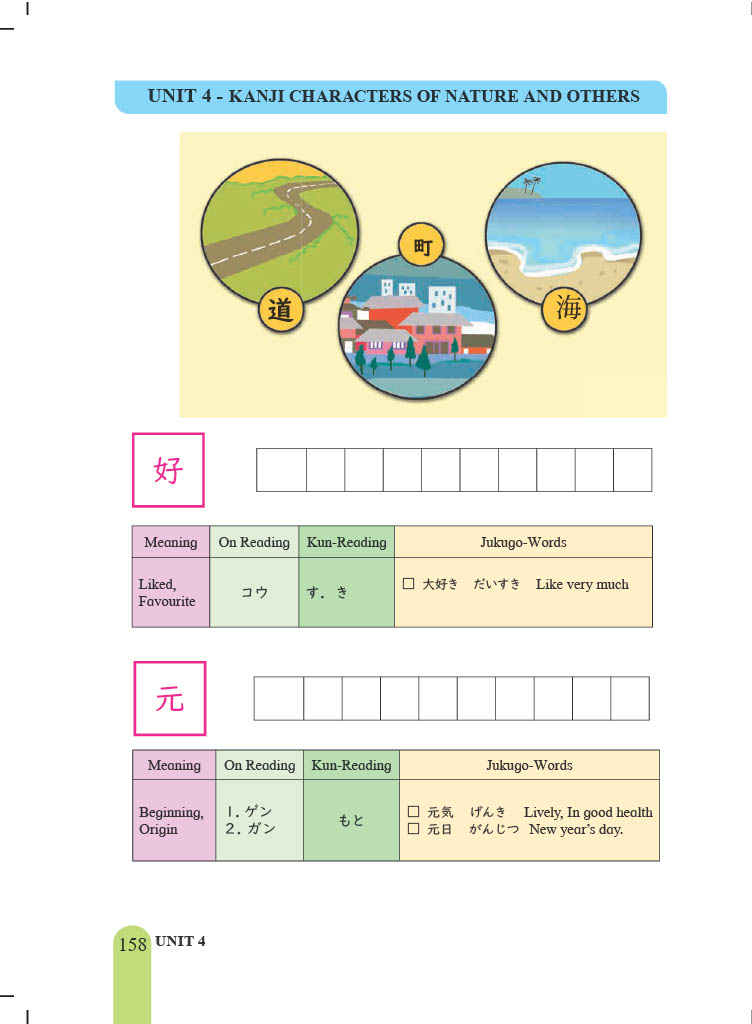 UNIT 4 - KANJI CHARACTERS OF NATURE AND OTHERS
町
道
海
好
Meaning On Reading Kun-Reading Jukugo-Words
Liked, Favourite コウ す. き □ 大好き だいすき Like very much
元
Meaning On Reading Kun-Reading Jukugo-Words
Beginning, 1. ゲン □ 元気 げんき Lively, In good health
Origin 2. ガン もと □ 元日 がんじつ New year's day.
158 UNIT 4